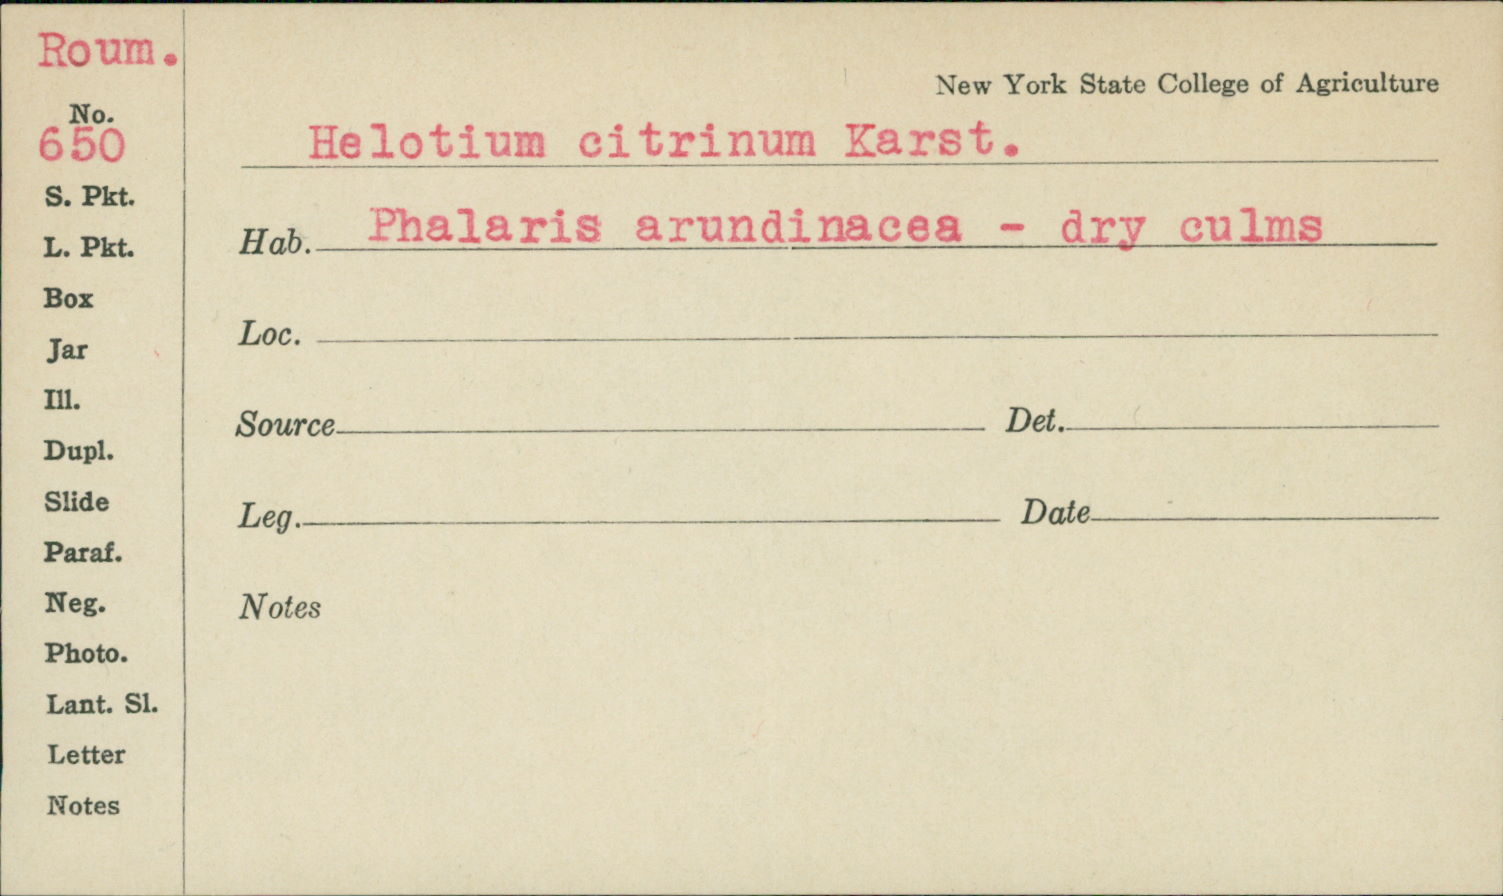 Roum.
No.
650
S. Pkt.
L. Pkt.
Box
Jar
Ill.
Dupl.
Slide
Paraf.
Neg.
Photo.
Lant. Sl.
Letter
Notes
New York State College of Agriculture
Helotium citrinum Karst.
Hab. Phalaris arundinacea - dry culms
Loc.
Source Det.
Leg. Date
Notes